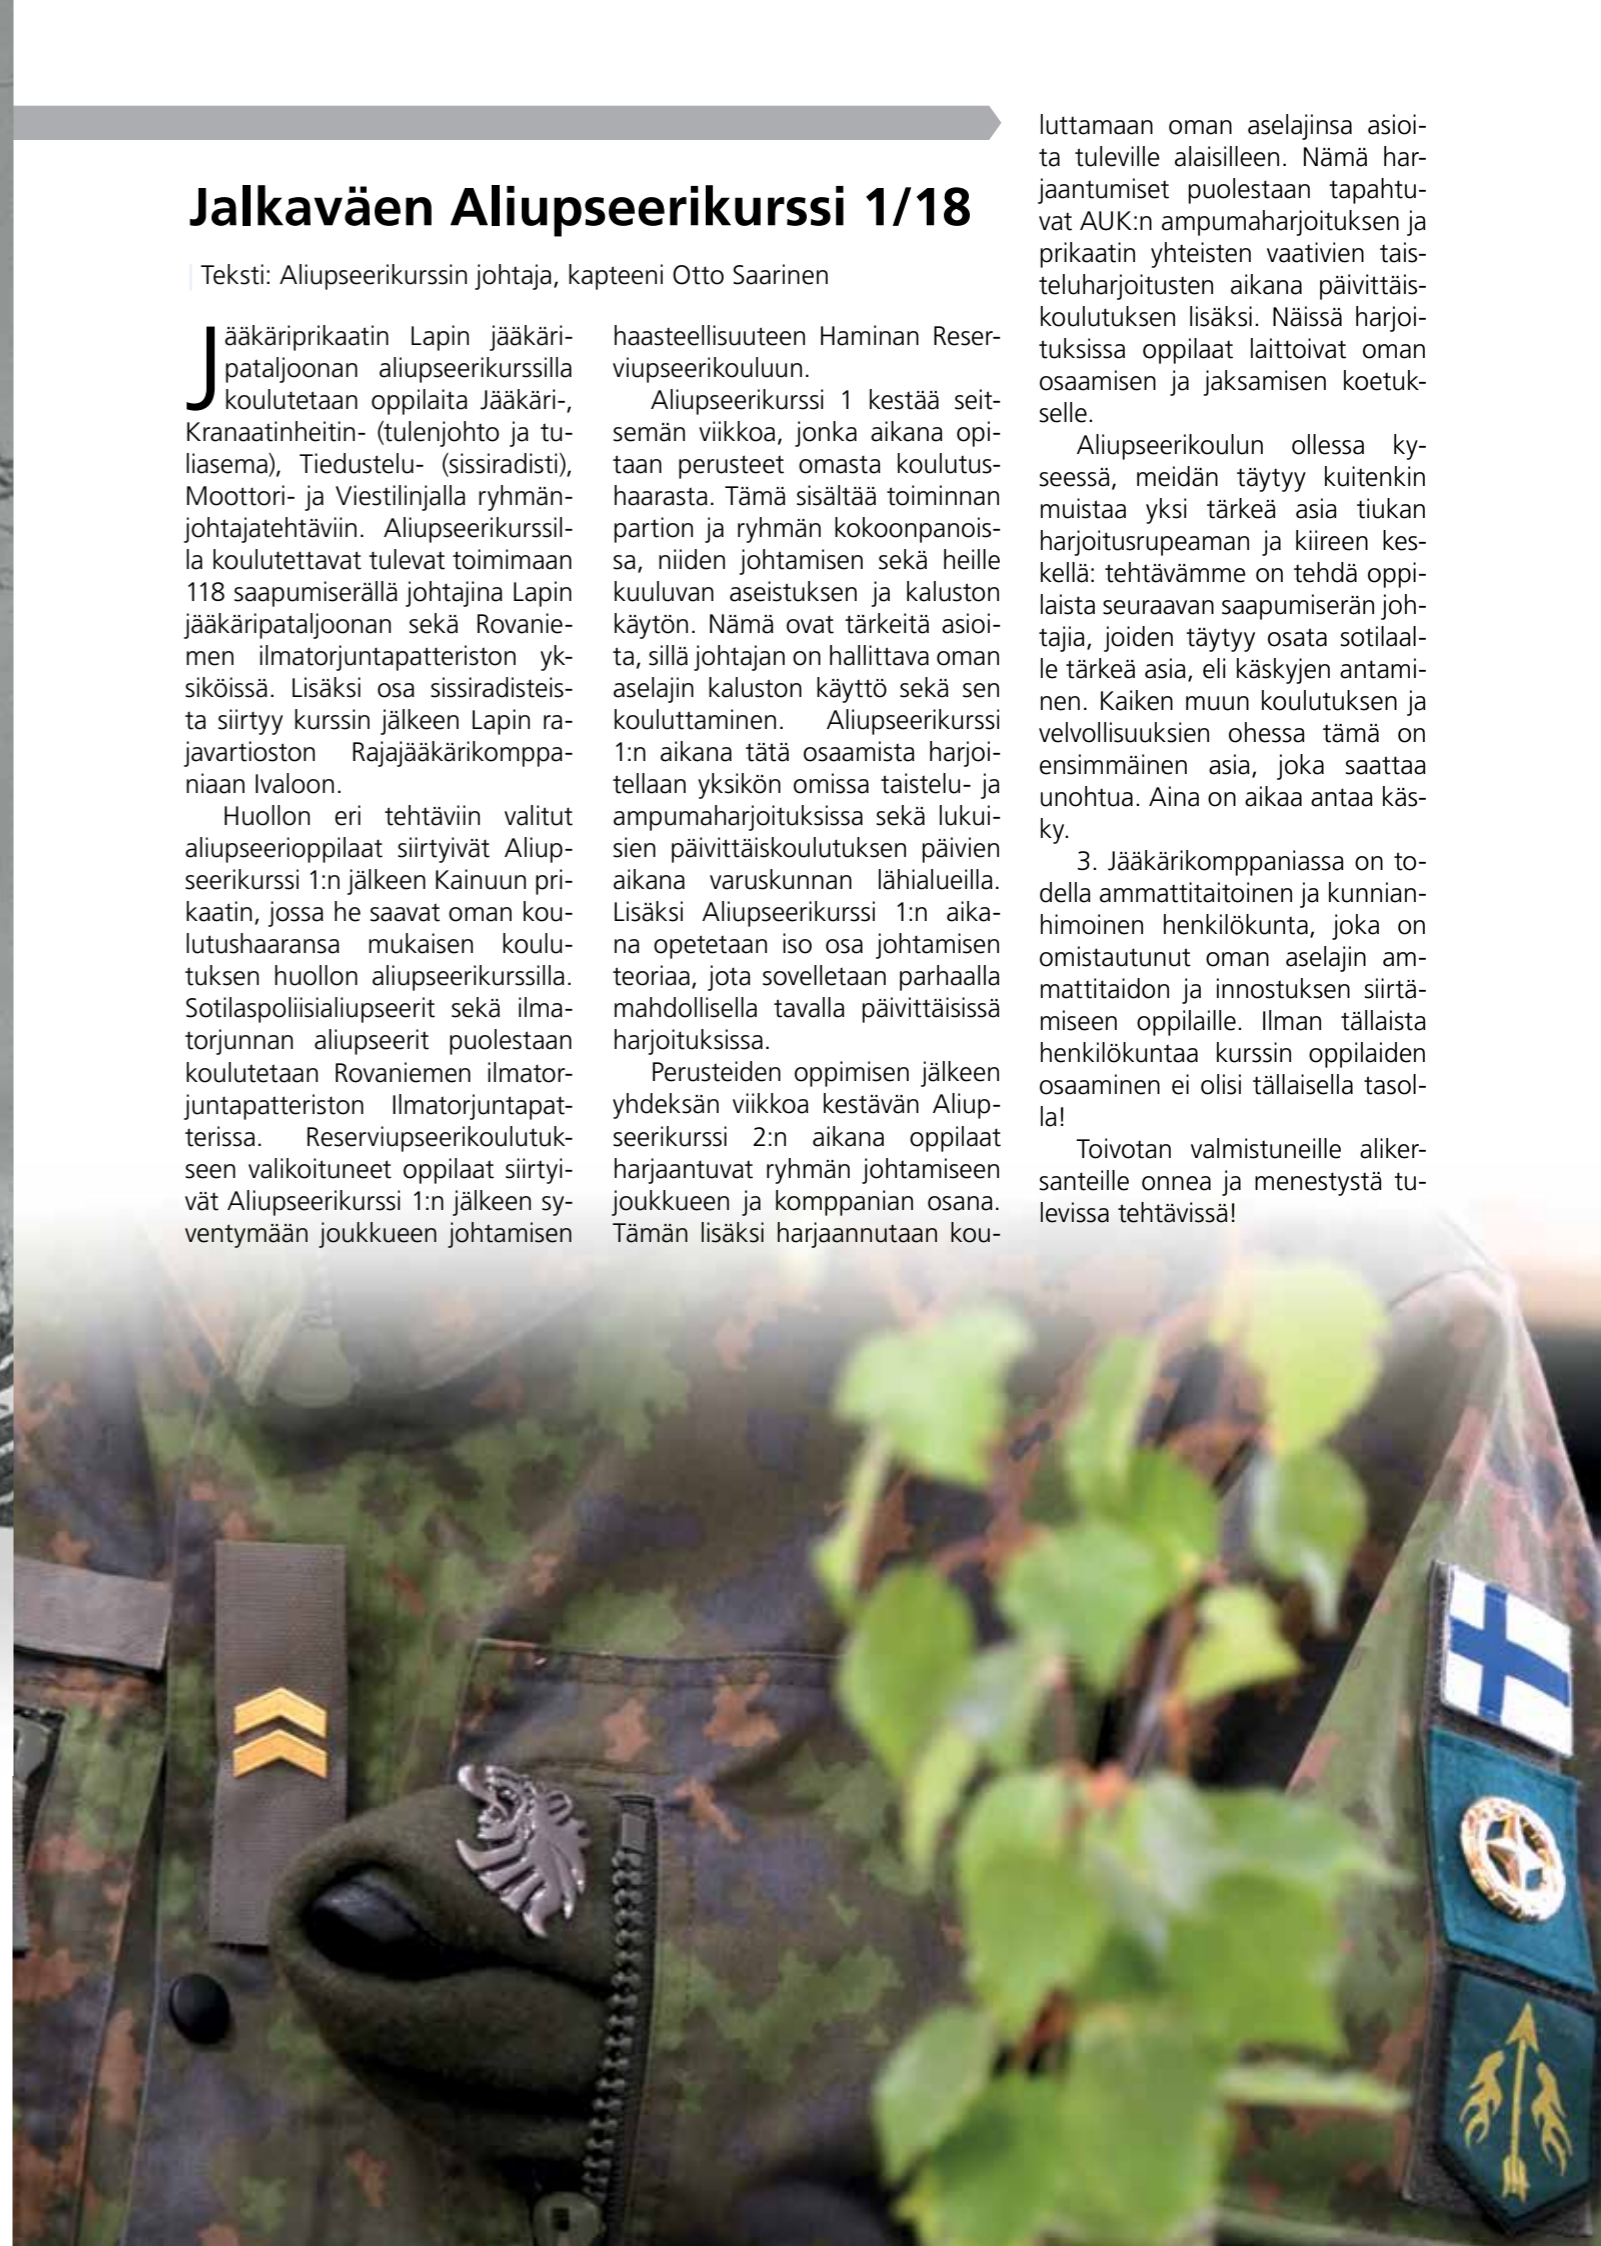 Jalkaväen Aliupseerikurssi 1/18
Teksti: Aliupseerikurssin johtaja, kapteeni Otto Saarinen
Jääkäriprikaatin Lapin jääkäri-
pataljoonan aliupseerikurssilla
koulutetaan oppilaita Jääkäri-,
Kranaatinheitin- (tulenjohto ja tu-
liasema), Tiedustelu- (sissiradisti),
Moottori- ja Viestilinjalla ryhmän-
johtajatehtäviin. Aliupseerikurssil-
la koulutettavat tulevat toimimaan
118 saapumiserällä johtajina Lapin
jääkäripataljoonan sekä Rovanie-
men ilmatorjuntapatteriston yk-
siköissä. Lisäksi osa sissiradisteis-
ta siirtyy kurssin jälkeen Lapin ra-
javartioston Rajajääkärikomppa-
niaan Ivaloon.
Huollon eri tehtäviin valitut
aliupseerioppilaat siirtyivät Aliup-
seerikurssi 1:n jälkeen Kainuun pri-
kaatin, jossa he saavat oman kou-
lutushaaransa mukaisen koulu-
tuksen huollon aliupseerikurssilla.
Sotilaspoliisialiupseerit sekä ilma-
torjunnan aliupseerit puolestaan
koulutetaan Rovaniemen ilmator-
juntapatteriston Ilmatorjuntapat-
terissa. Reserviupseerikoulutuk-
seen valikoituneet oppilaat siirtyi-
vät Aliupseerikurssi 1:n jälkeen sy-
ventymään joukkueen johtamisen
haasteellisuuteen Haminan Reser-
viupseerikouluun.
Aliupseerikurssi 1 kestää seit-
semän viikkoa, jonka aikana opi-
taan perusteet omasta koulutus-
haarasta. Tämä sisältää toiminnan
partion ja ryhmän kokoonpanois-
sa, niiden johtamisen sekä heille
kuuluvan aseistuksen ja kaluston
käytön. Nämä ovat tärkeitä asioi-
ta, sillä johtajan on hallittava oman
aselajin kaluston käyttö sekä sen
kouluttaminen. Aliupseerikurssi
1:n aikana tätä osaamista harjoi-
tellaan yksikön omissa taistelu- ja
ampumaharjoituksissa sekä lukui-
sien päivittäiskoulutuksen päivien
aikana varuskunnan lähialueilla.
Lisäksi Aliupseerikurssi 1:n aika-
na opetetaan iso osa johtamisen
teoriaa, jota sovelletaan parhaalla
mahdollisella tavalla päivittäisissä
harjoituksissa.
Perusteiden oppimisen jälkeen
yhdeksän viikkoa kestävän Aliup-
seerikurssi 2:n aikana oppilaat
harjaantuvat ryhmän johtamiseen
joukkueen ja komppanian osana.
Tämän lisäksi harjaannutaan kou-
luttamaan oman aselajinsa asioi-
ta tuleville alaisilleen. Nämä har-
jaantumiset puolestaan tapahtu-
vat AUK:n ampumaharjoituksen ja
prikaatin yhteisten vaativien tais-
teluharjoitusten aikana päivittäis-
koulutuksen lisäksi. Näissä harjoi-
tuksissa oppilaat laittoivat oman
osaamisen ja jaksamisen koetuk-
selle.
Aliupseerikoulun ollessa ky-
seessä, meidän täytyy kuitenkin
muistaa yksi tärkeä asia tiukan
harjoitusrupeaman ja kiireen kes-
kellä: tehtävämme on tehdä oppi-
laista seuraavan saapumiserän joh-
tajia, joiden täytyy osata sotilaal-
le tärkeä asia, eli käskyjen antami-
nen. Kaiken muun koulutuksen ja
velvollisuuksien ohessa tämä on
ensimmäinen asia, joka saattaa
unohtua. Aina on aikaa antaa käs-
ky.
3. Jääkärikomppaniassa on to-
della ammattitaitoinen ja kunnian-
himoinen henkilökunta, joka on
omistautunut oman aselajin am-
mattitaidon ja innostuksen siirtä-
miseen oppilaille. Ilman tällaista
henkilökuntaa kurssin oppilaiden
osaaminen ei olisi tällaisella tasol-
la!
Toivotan valmistuneille aliker-
santeille onnea ja menestystä tu-
levissa tehtävissä!